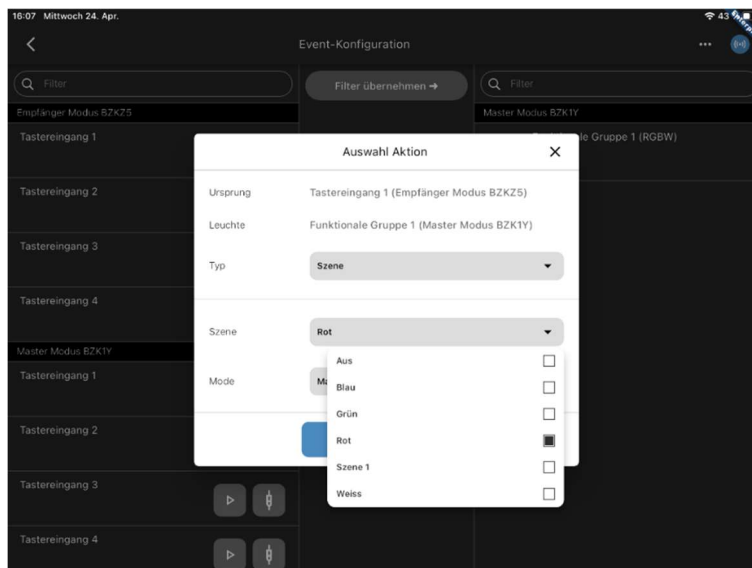 16:07 Mittwoch 24. Apr.
43
Event-Konfiguration
Filter
Filter übernehmen →
Filter
Empfänger Modus BZKZ5
Master Modus BZK1Y
Tastereingang 1
Gruppe 1 (RGBW)
Tastereingang 2
Tastereingang 3
Tastereingang 4
Master Modus BZK1Y
Tastereingang 1
Tastereingang 2
Tastereingang 3
Tastereingang 4
Auswahl Aktion
Ursprung
Tastereingang 1 (Empfänger Modus BZKZ5)
Leuchte
Funktionale Gruppe 1 (Master Modus BZK1Y)
Typ
Szene
Szene
Rot
Mode
Aus
Blau
Grün
Rot
Szene 1
Weiss